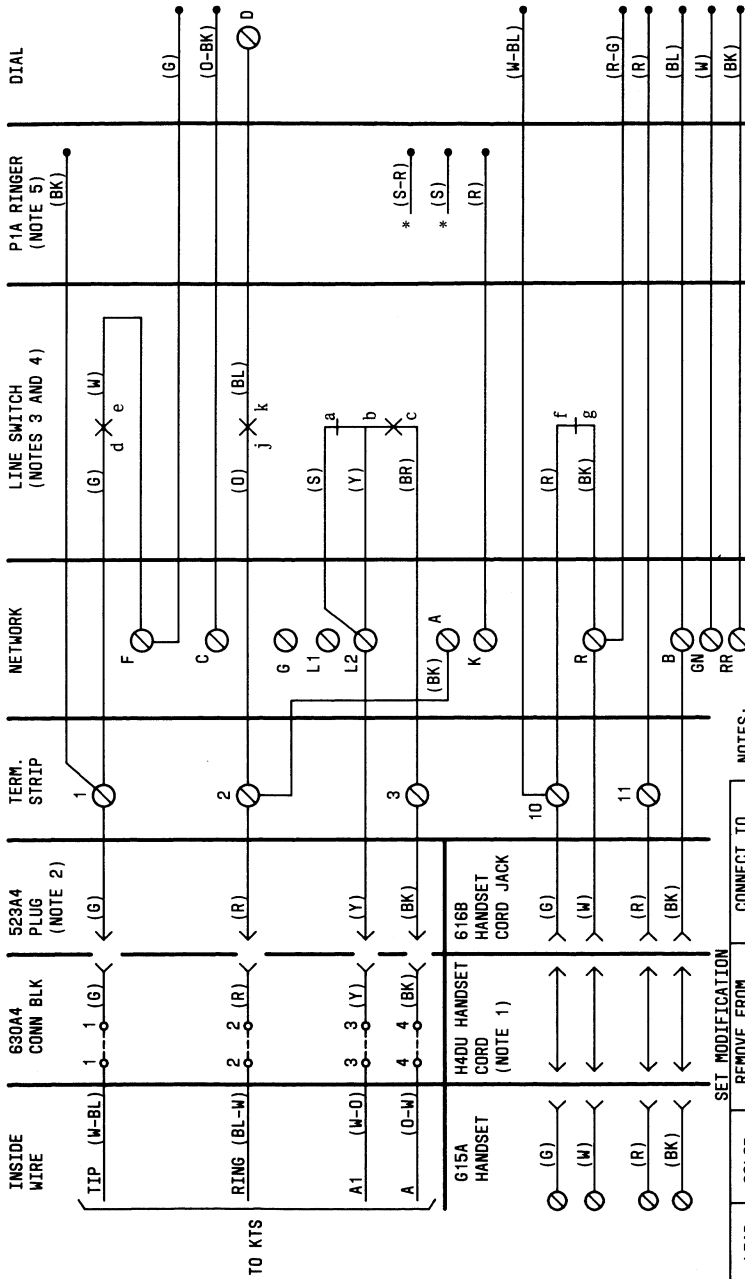 INSIDE
WIRE
630A4
CONN BLK
523A4
PLUG
(NOTE 2)
TERM.
STRIP
NETWORK
LINE SWITCH
(NOTES 3 AND 4)
P1A RINGER
(NOTE 5)
DIAL
TO KTS
TIP (W-BL)
1 1 (G)
(G)
1
(BK)
(G) d e (W)
F
(G)
C
(O-BK)
RING (BL-W)
2 2 (R)
(R)
2
(O) j k (BL)
D
G
L1
(S)
a
A1 (W-O)
3 3 (Y)
(Y)
L2
(Y)
b
A (O-W)
4 4 (BK)
(BK)
3
(BR)
c
* (S-R)
(BK)
A
* (S)
K
(R)
G15A
HANDSET
H4DU HANDSET
CORD
(NOTE 1)
616B
HANDSET
CORD JACK
(W-BL)
(G)
(G)
10
(R)
f
(W)
(W)
R
(BK)
g
(R-G)
(R)
(R)
11
(R)
(BK)
(BK)
B
(BL)
GN
(W)
RR
(BK)
SET MODIFICATION
REMOVE FROM
CONNECT TO
NOTES: